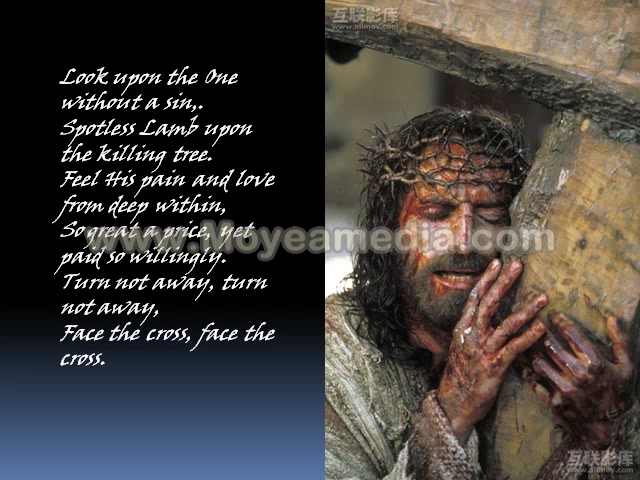 互联影库
www.allmov.com
Look upon the One
without a sin,.
Spotless Lamb upon
the killing tree.
Feel His pain and love
from deep within,
So great a price, yet
paid so willingly.
Turn not away, turn
not away,
Face the cross, face the
cross.
www.Moyeamedia.com
互联影库
www.allmov.com